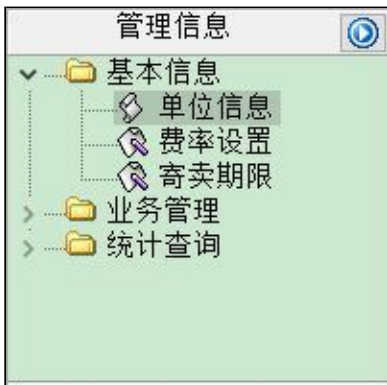 管理信息
基本信息
单位信息
费率设置
寄卖期限
业务管理
统计查询